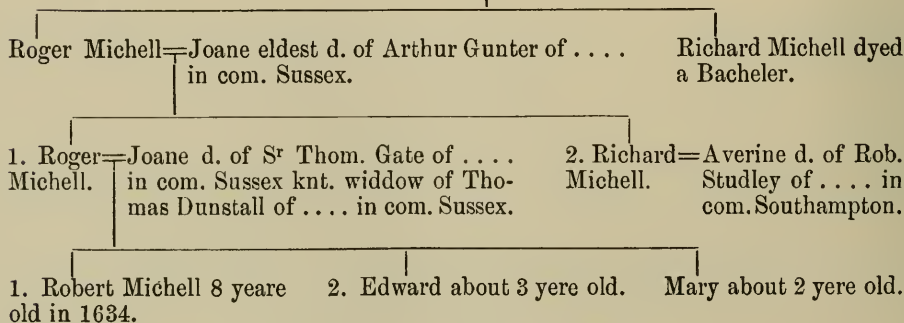 Roger Michell=Joane eldest d. of Arthur Gunter of . . . .
in com. Sussex.
Richard Michell dyed
a Bacheler.
1. Roger=Joane d. of Sr Thom. Gate of . . . .
Michell. in com. Sussex knt. widdow of Tho-
mas Dunstall of . . . . in com. Sussex.
2. Richard=Averine d. of Rob.
Michell. Studley of . . . . in
com. Southampton.
1. Robert Michell 8 yeare
old in 1634.
2. Edward about 3 yere old.
Mary about 2 yere old.